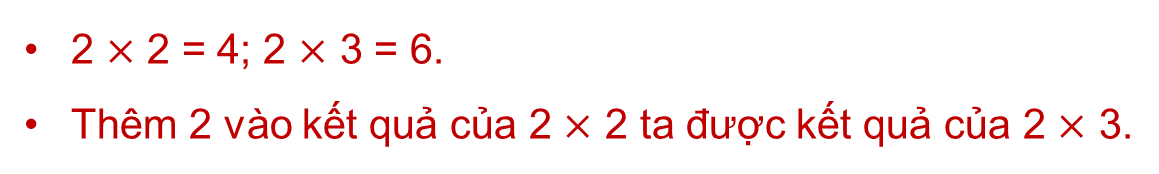 • 2 × 2 = 4; 2 × 3 = 6.
• Thêm 2 vào kết quả của 2 × 2 ta được kết quả của 2 × 3.